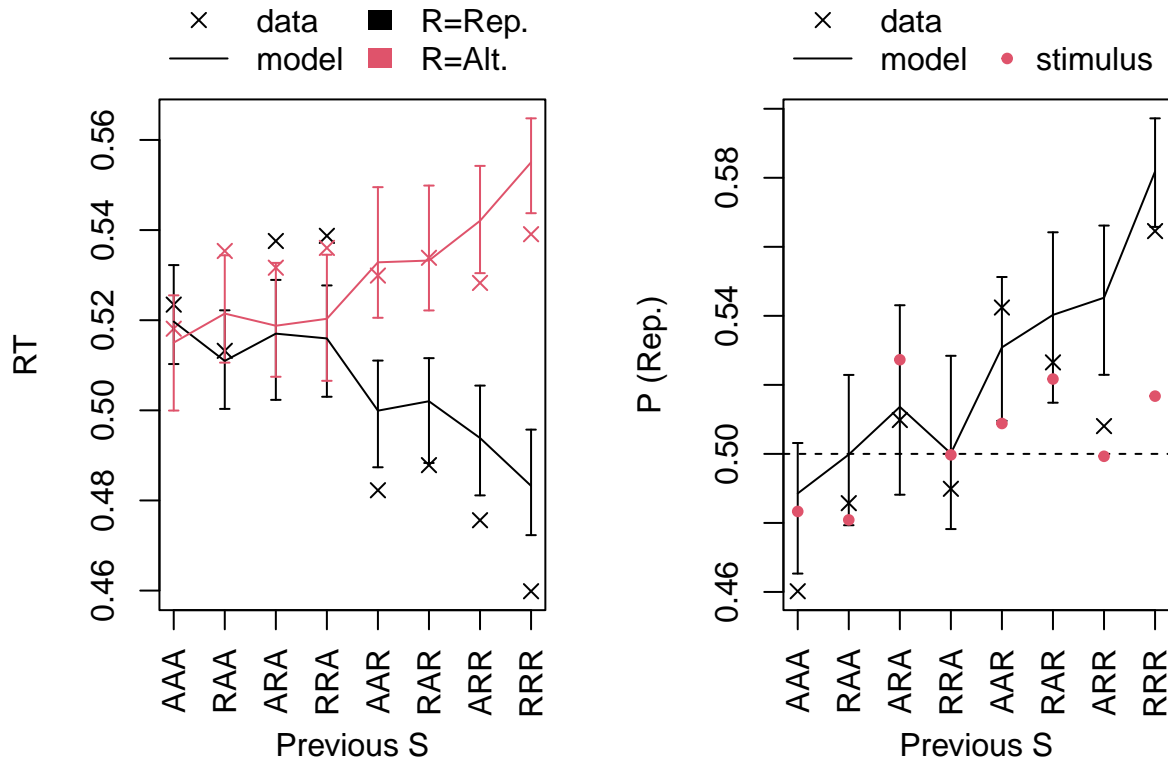 data R=Rep.
model R=Alt.
RT
0.56
0.54
0.52
0.50
0.48
0.46
AAA RAA ARA RRA AAR RAR ARR RRR
Previous S
data
model stimulus
P (Rep.)
0.58
0.54
0.50
0.46
AAA RAA ARA RRA AAR RAR ARR RRR
Previous S